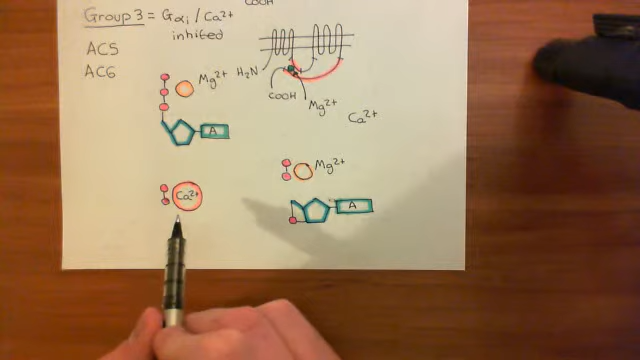 COOH
Group 3 = Gαi / Ca²⁺
inhibited
AC5
AC6
Mg²⁺
H₂N
COOH
Mg²⁺
Ca²⁺
A
Mg²⁺
Ca²⁺
A